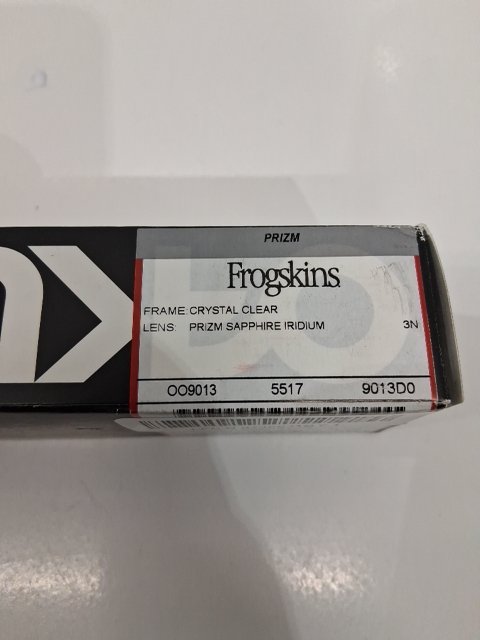 PRIZM
Frogskins
FRAME: CRYSTAL CLEAR
LENS: PRIZM SAPPHIRE IRIDIUM 3N
OO9013 5517 9013D0